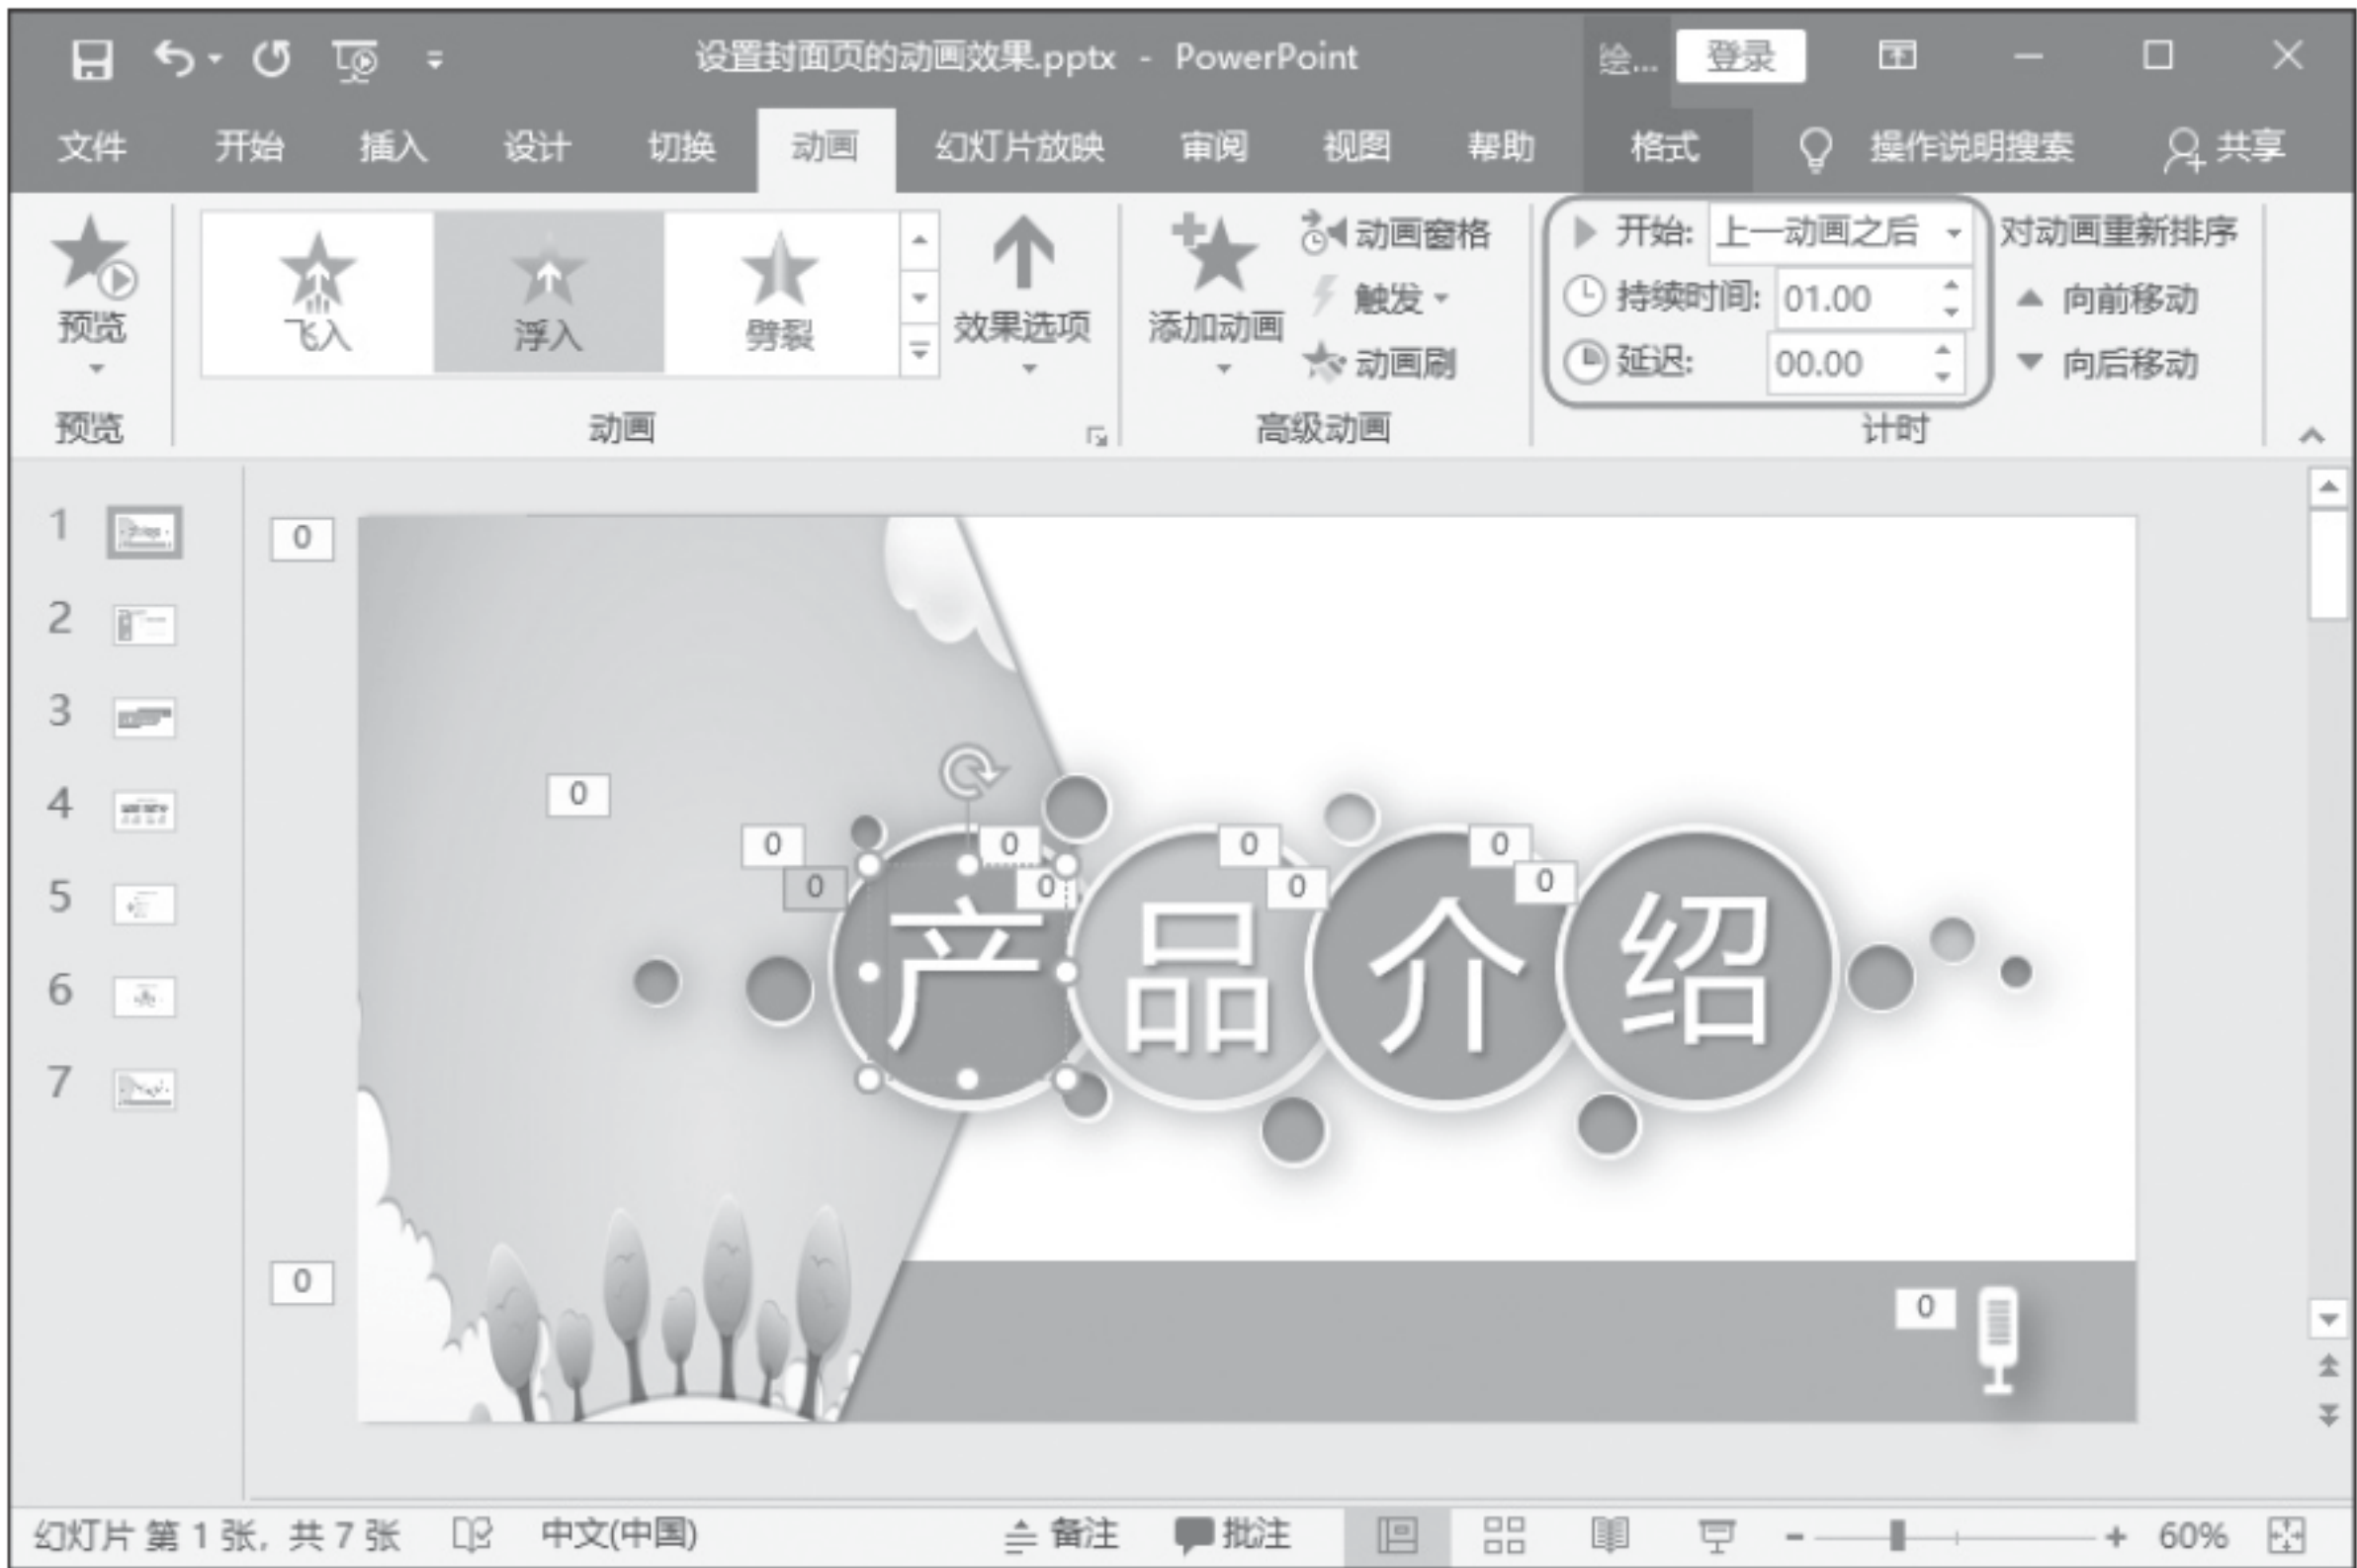 设置封面页的动画效果.pptx - PowerPoint
绘...
登录
文件 开始 插入 设计 切换 动画 幻灯片放映 审阅 视图 帮助 格式 操作说明搜索 共享
预览
飞入 浮入 劈裂
效果选项
添加动画
动画窗格
触发
动画刷
开始: 上一动画之后
持续时间: 01.00
延迟: 00.00
对动画重新排序
向前移动
向后移动
预览 动画 高级动画 计时
1
2
3
4
5
6
7
0
0
0 0 0 0
0 0 0 0
产 品 介 绍
0
0
幻灯片 第 1 张, 共 7 张 中文(中国) 备注 批注 60%